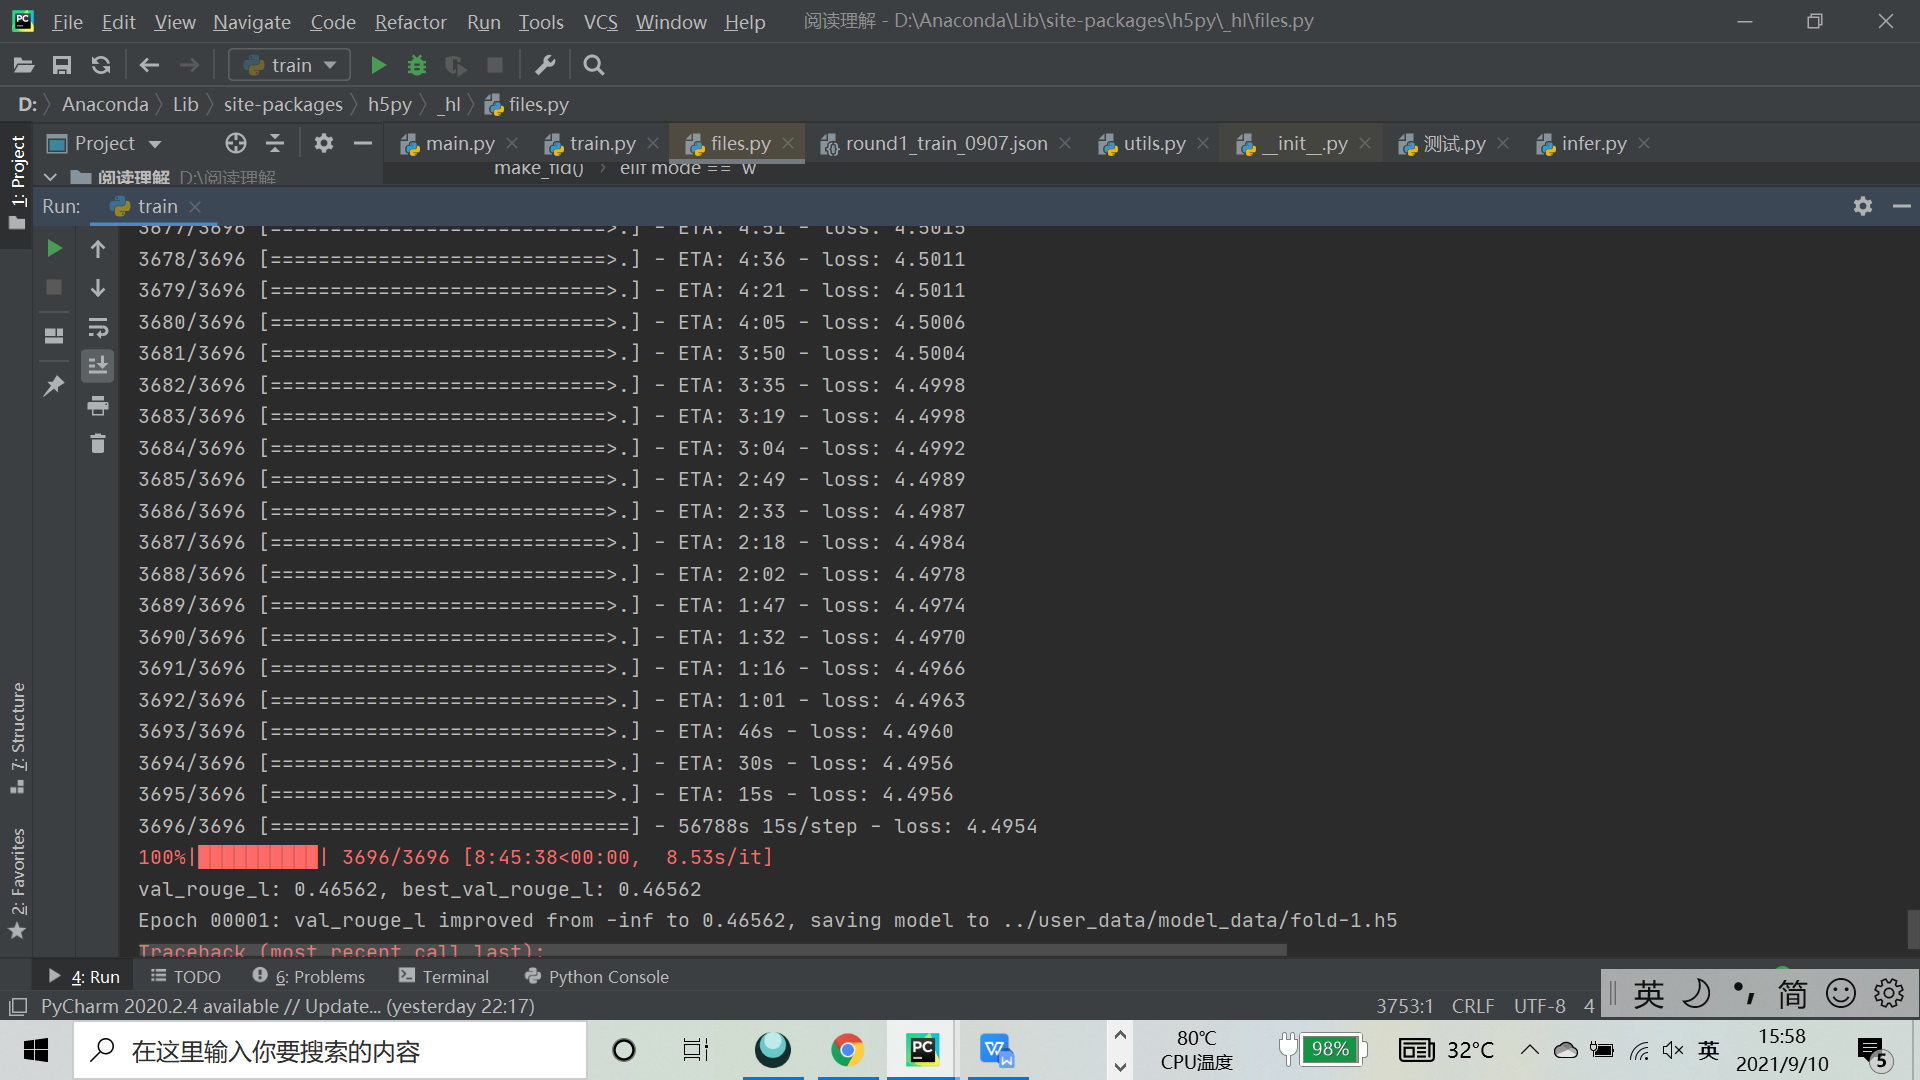 File Edit View Navigate Code Refactor Run Tools VCS Window Help 阅读理解 - D:\Anaconda\Lib\site-packages\h5py\_hl\files.py
train
D: Anaconda Lib site-packages h5py _hl files.py
Project main.py train.py files.py round1_train_0907.json utils.py __init__.py 测试.py infer.py
阅读理解 D:\阅读理解 make_fid() elif mode == 'w'
Run: train
3677/3696 [============================>.] - ETA: 4:51 - loss: 4.5015
3678/3696 [============================>.] - ETA: 4:36 - loss: 4.5011
3679/3696 [============================>.] - ETA: 4:21 - loss: 4.5011
3680/3696 [============================>.] - ETA: 4:05 - loss: 4.5006
3681/3696 [============================>.] - ETA: 3:50 - loss: 4.5004
3682/3696 [============================>.] - ETA: 3:35 - loss: 4.4998
3683/3696 [============================>.] - ETA: 3:19 - loss: 4.4998
3684/3696 [============================>.] - ETA: 3:04 - loss: 4.4992
3685/3696 [============================>.] - ETA: 2:49 - loss: 4.4989
3686/3696 [============================>.] - ETA: 2:33 - loss: 4.4987
3687/3696 [============================>.] - ETA: 2:18 - loss: 4.4984
3688/3696 [============================>.] - ETA: 2:02 - loss: 4.4978
3689/3696 [============================>.] - ETA: 1:47 - loss: 4.4974
3690/3696 [============================>.] - ETA: 1:32 - loss: 4.4970
3691/3696 [============================>.] - ETA: 1:16 - loss: 4.4966
3692/3696 [============================>.] - ETA: 1:01 - loss: 4.4963
3693/3696 [============================>.] - ETA: 46s - loss: 4.4960
3694/3696 [============================>.] - ETA: 30s - loss: 4.4956
3695/3696 [============================>.] - ETA: 15s - loss: 4.4956
3696/3696 [==============================] - 56788s 15s/step - loss: 4.4954
100%|██████████| 3696/3696 [8:45:38<00:00,  8.53s/it]
val_rouge_l: 0.46562, best_val_rouge_l: 0.46562
Epoch 00001: val_rouge_l improved from -inf to 0.46562, saving model to ../user_data/model_data/fold-1.h5
Traceback (most recent call last):
1: Project
7: Structure
2: Favorites
4: Run TODO 6: Problems Terminal Python Console
PyCharm 2020.2.4 available // Update... (yesterday 22:17) 3753:1 CRLF UTF-8 4
英 简
在这里输入你要搜索的内容
80℃
CPU温度
98%
32°C
英
15:58
2021/9/10
5